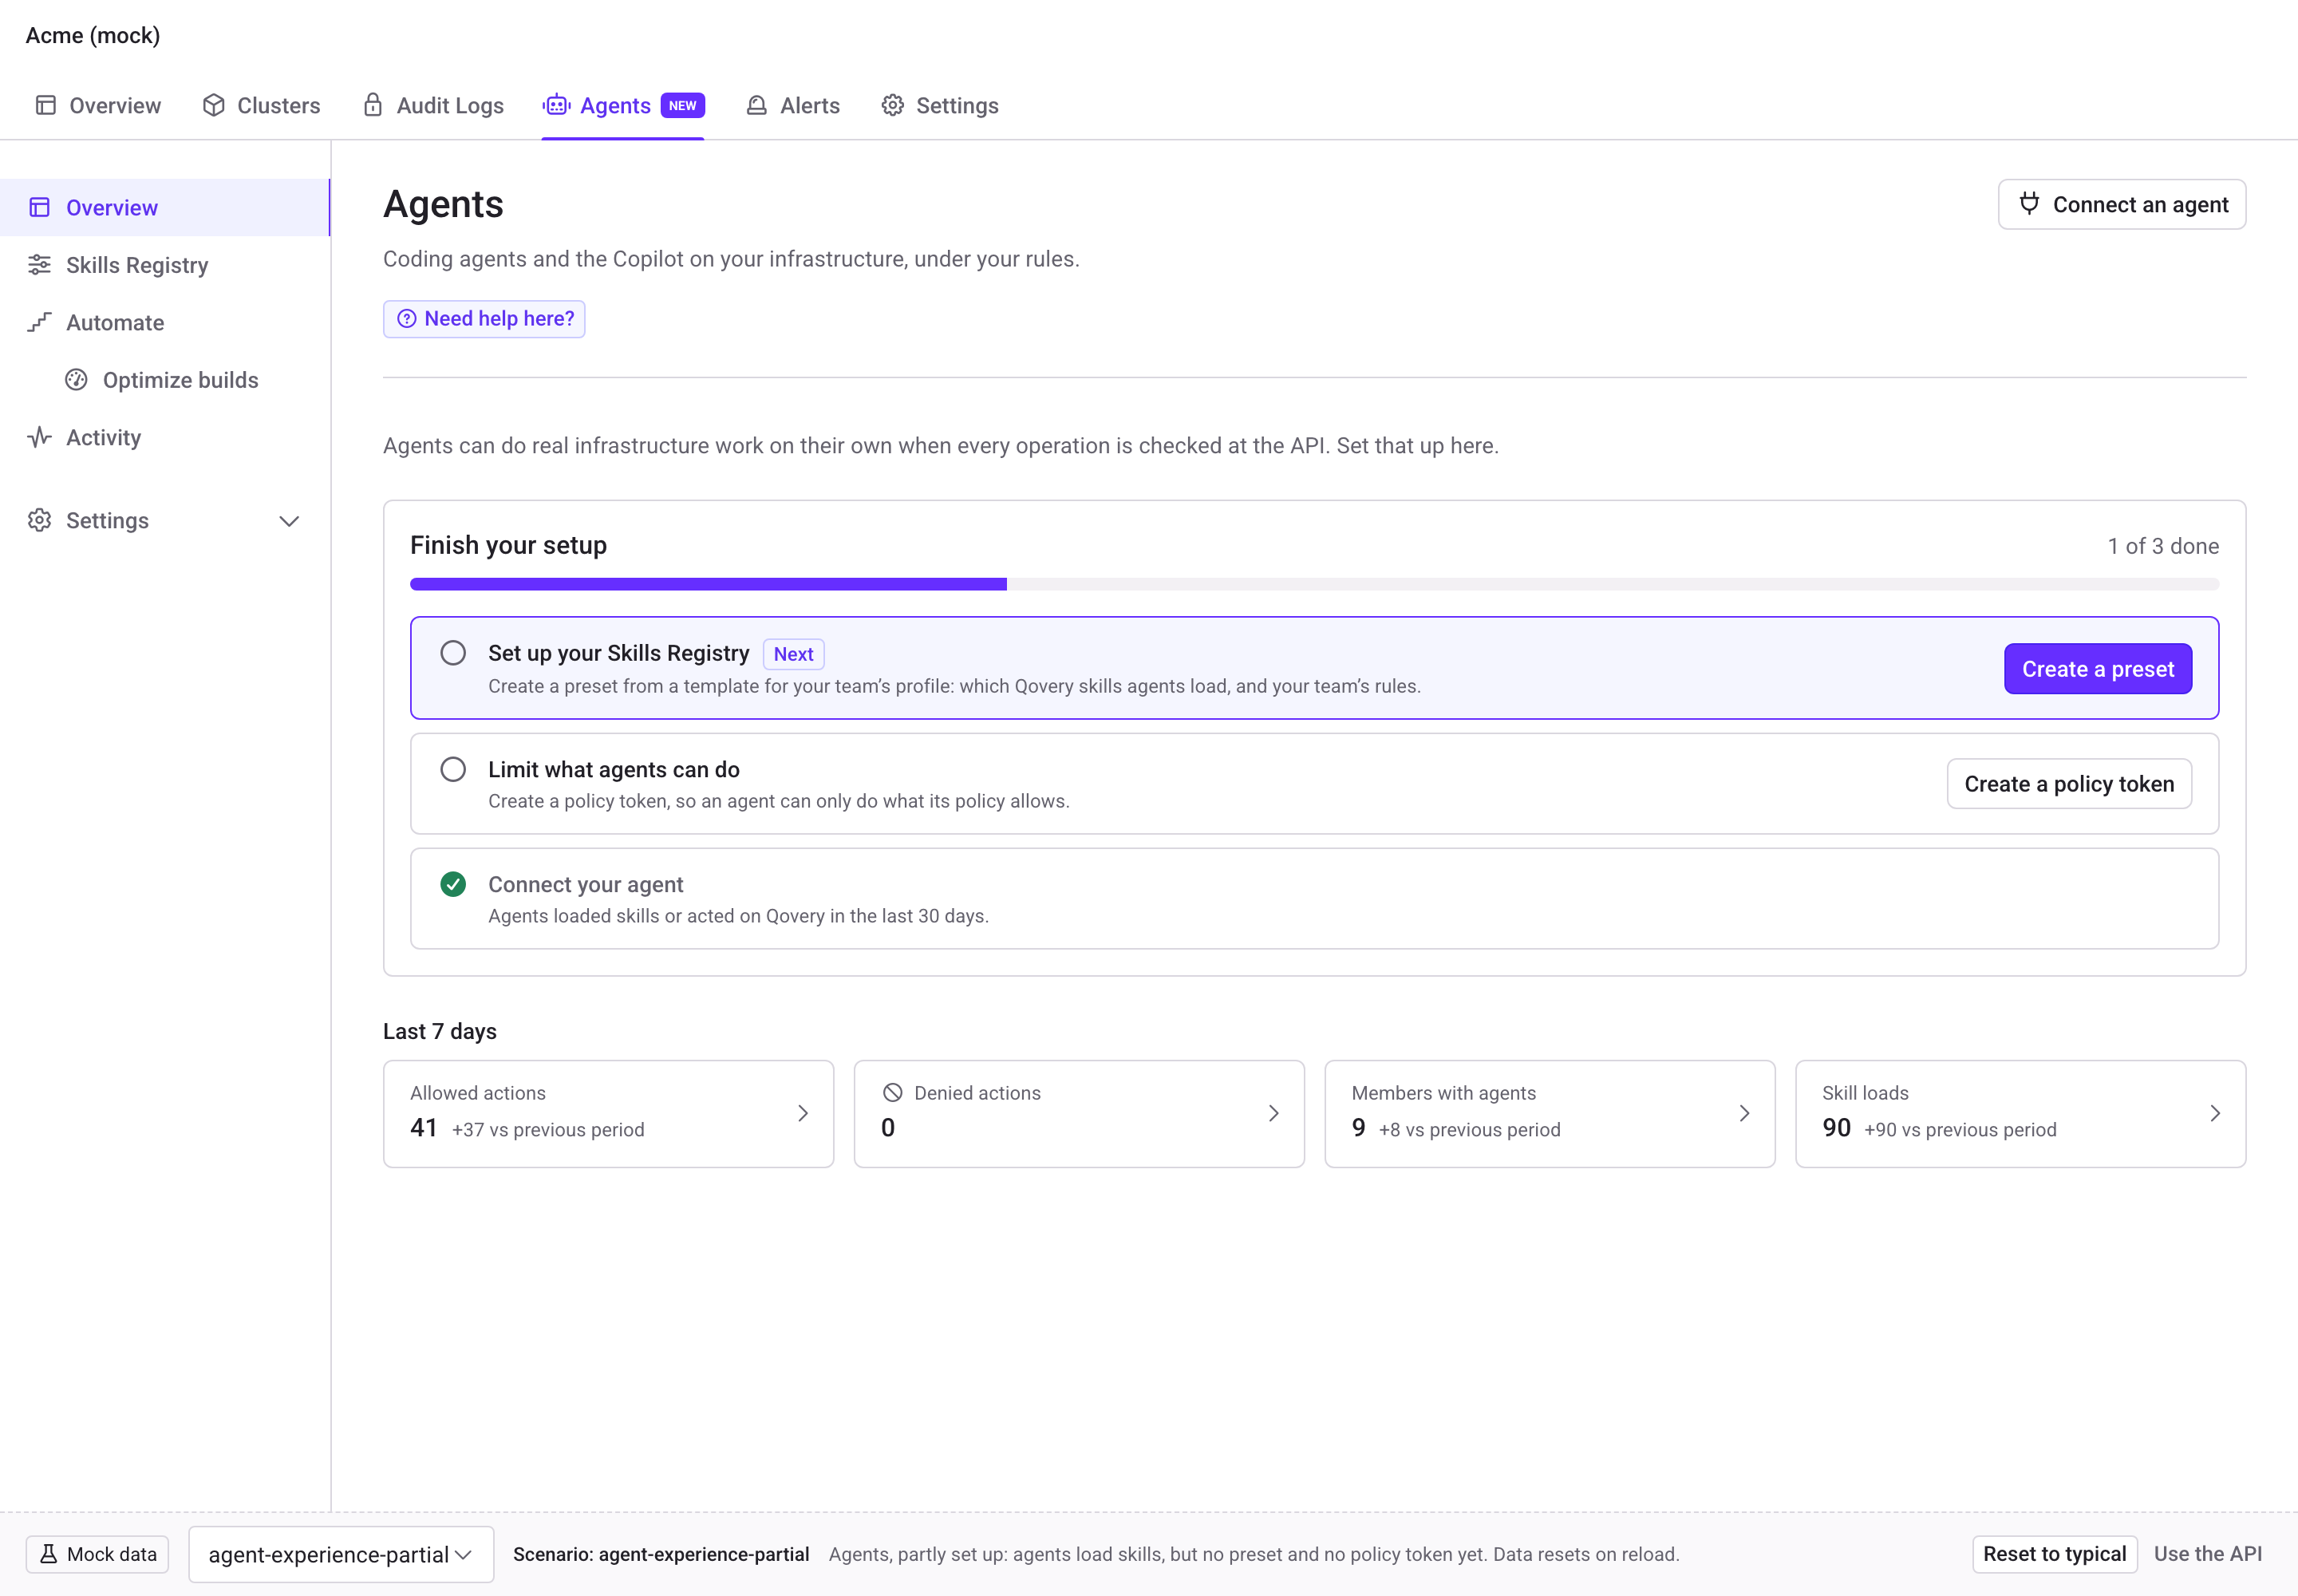 Acme (mock)
Overview
Clusters
Audit Logs
Agents NEW
Alerts
Settings
Overview
Skills Registry
Automate
Optimize builds
Activity
Settings
Agents
Connect an agent
Coding agents and the Copilot on your infrastructure, under your rules.
Need help here?
Agents can do real infrastructure work on their own when every operation is checked at the API. Set that up here.
Finish your setup
1 of 3 done
Set up your Skills Registry Next
Create a preset from a template for your team’s profile: which Qovery skills agents load, and your team’s rules.
Create a preset
Limit what agents can do
Create a policy token, so an agent can only do what its policy allows.
Create a policy token
Connect your agent
Agents loaded skills or acted on Qovery in the last 30 days.
Last 7 days
Allowed actions
41 +37 vs previous period
Denied actions
0
Members with agents
9 +8 vs previous period
Skill loads
90 +90 vs previous period
Mock data
agent-experience-partial
Scenario: agent-experience-partial
Agents, partly set up: agents load skills, but no preset and no policy token yet. Data resets on reload.
Reset to typical
Use the API